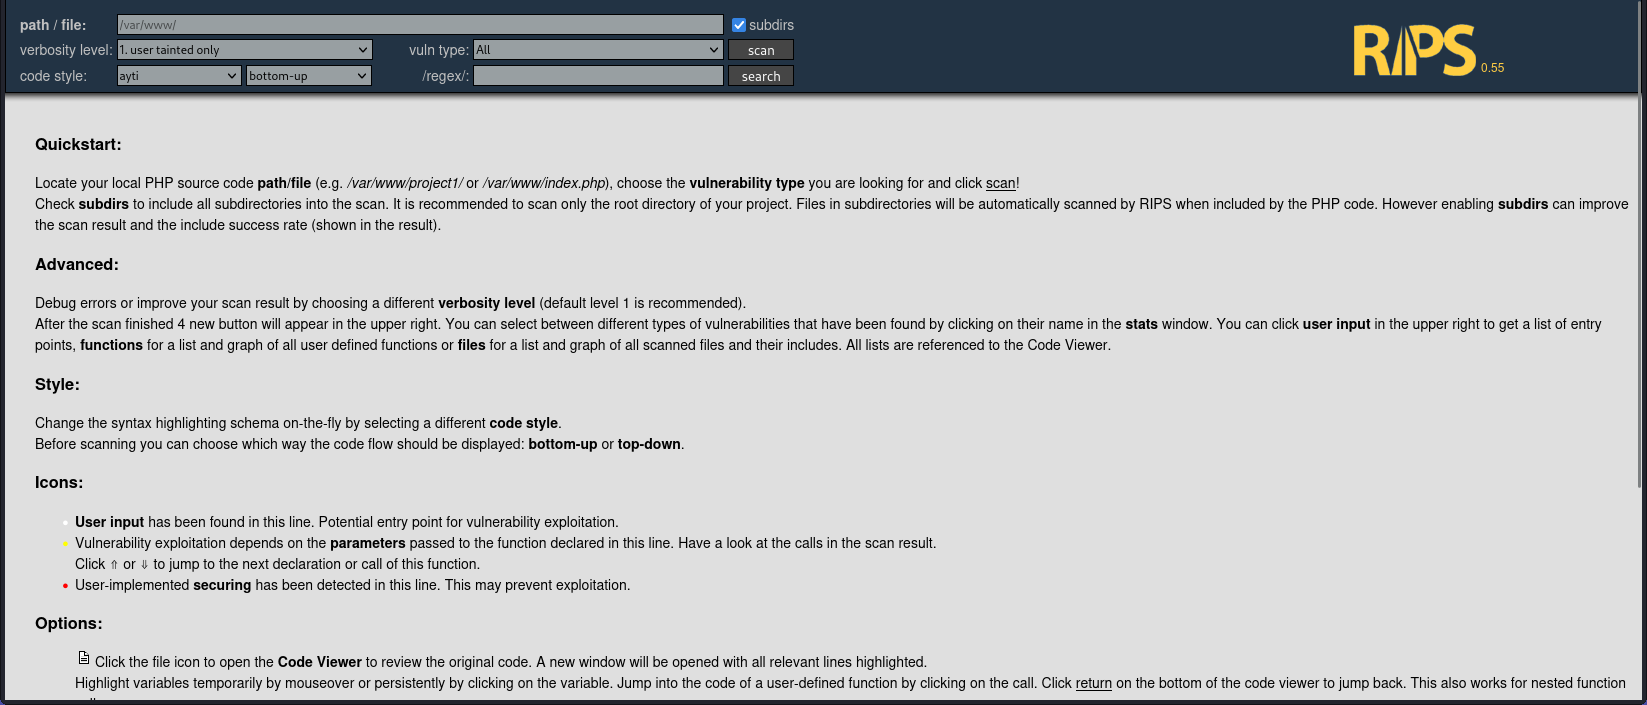 path / file: /var/www/ subdirs
verbosity level: 1. user tainted only vuln type: All scan
code style: ayti bottom-up /regex/: search
RIPS 0.55
Quickstart:
Locate your local PHP source code path/file (e.g. /var/www/project1/ or /var/www/index.php), choose the vulnerability type you are looking for and click scan!
Check subdirs to include all subdirectories into the scan. It is recommended to scan only the root directory of your project. Files in subdirectories will be automatically scanned by RIPS when included by the PHP code. However enabling subdirs can improve
the scan result and the include success rate (shown in the result).
Advanced:
Debug errors or improve your scan result by choosing a different verbosity level (default level 1 is recommended).
After the scan finished 4 new button will appear in the upper right. You can select between different types of vulnerabilities that have been found by clicking on their name in the stats window. You can click user input in the upper right to get a list of entry
points, functions for a list and graph of all user defined functions or files for a list and graph of all scanned files and their includes. All lists are referenced to the Code Viewer.
Style:
Change the syntax highlighting schema on-the-fly by selecting a different code style.
Before scanning you can choose which way the code flow should be displayed: bottom-up or top-down.
Icons:
User input has been found in this line. Potential entry point for vulnerability exploitation.
Vulnerability exploitation depends on the parameters passed to the function declared in this line. Have a look at the calls in the scan result.
Click ⇑ or ⇓ to jump to the next declaration or call of this function.
User-implemented securing has been detected in this line. This may prevent exploitation.
Options:
Click the file icon to open the Code Viewer to review the original code. A new window will be opened with all relevant lines highlighted.
Highlight variables temporarily by mouseover or persistently by clicking on the variable. Jump into the code of a user-defined function by clicking on the call. Click return on the bottom of the code viewer to jump back. This also works for nested function